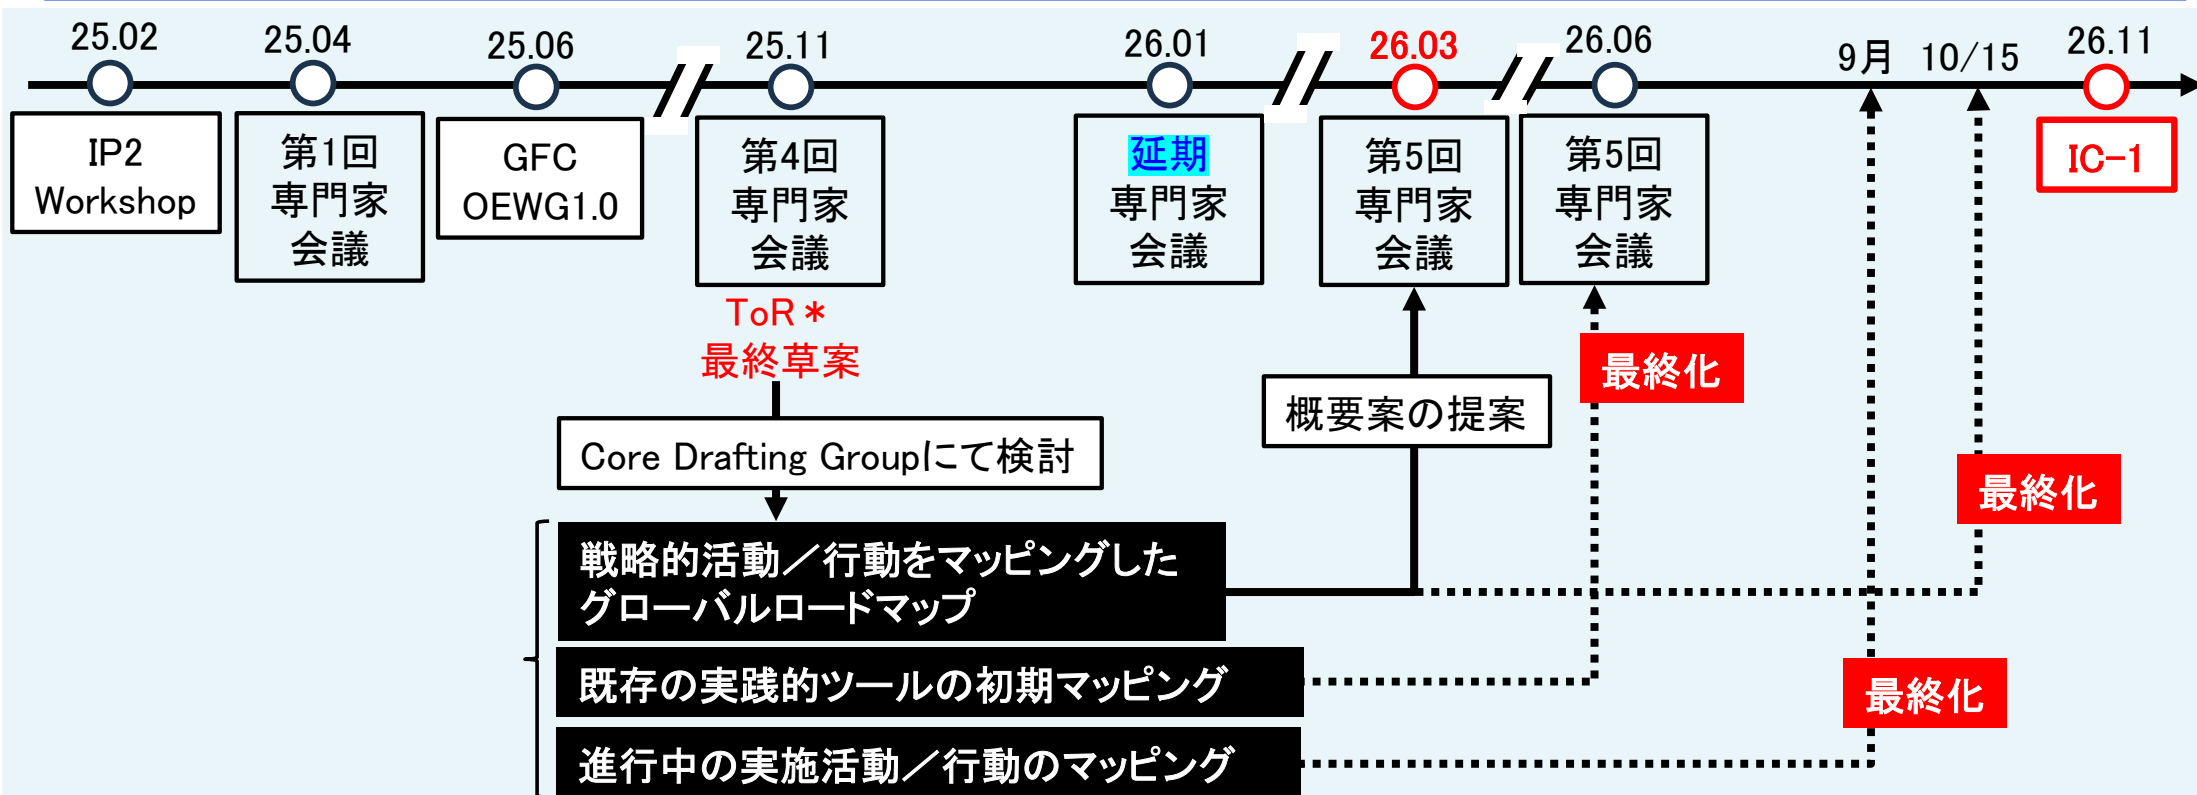 25.02
25.04
25.06
25.11
26.01
26.03
26.06
9月
10/15
26.11
IP2
Workshop
第1回
専門家
会議
GFC
OEWG1.0
第4回
専門家
会議
延期
専門家
会議
第5回
専門家
会議
第5回
専門家
会議
IC-1
ToR＊
最終草案
最終化
概要案の提案
Core Drafting Groupにて検討
最終化
戦略的活動／行動をマッピングした
グローバルロードマップ
既存の実践的ツールの初期マッピング
最終化
進行中の実施活動／行動のマッピング